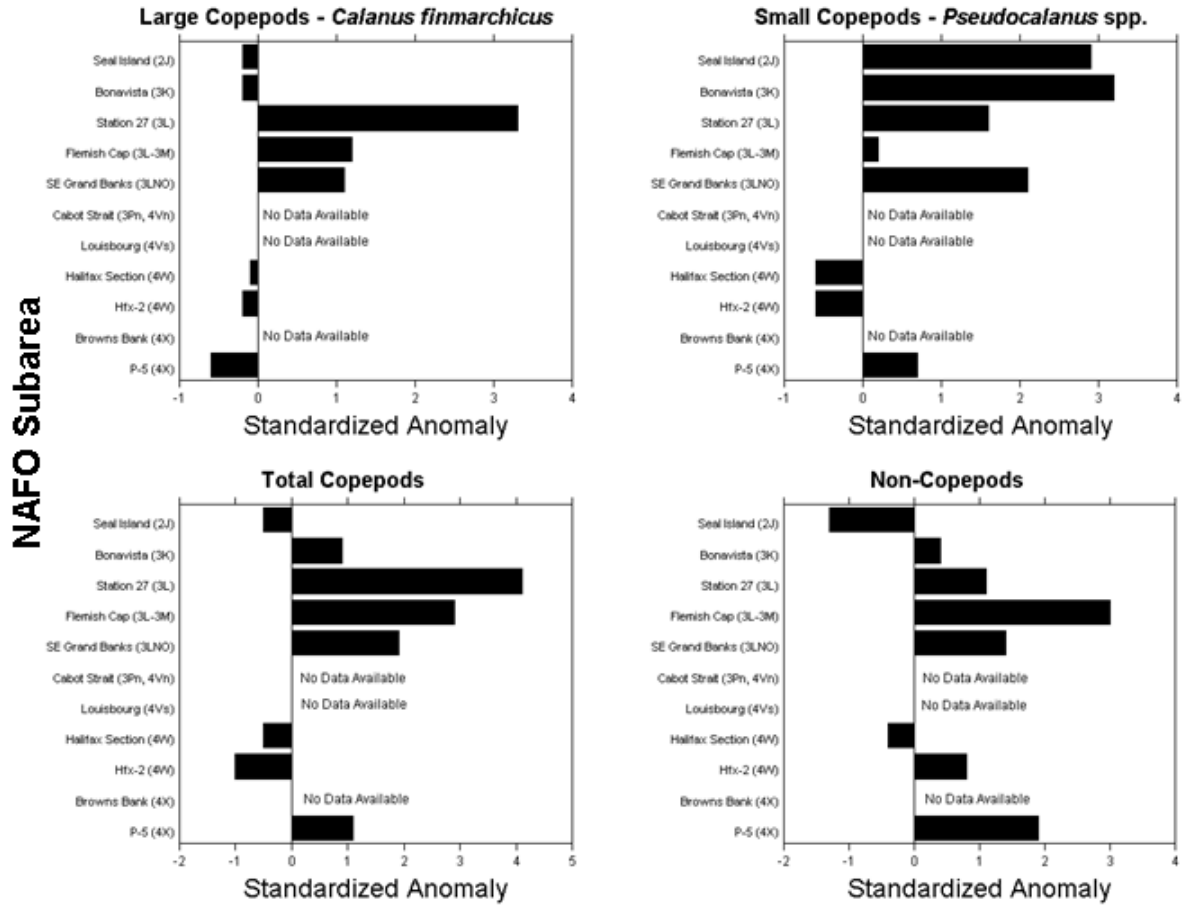 Large Copepods - Calanus finmarchicus
Seal Island (2J)
Bonavista (3K)
Station 27 (3L)
Flemish Cap (3L-3M)
SE Grand Banks (3LNO)
Cabot Strait (3Pn, 4Vn)
No Data Available
Louisbourg (4Vs)
No Data Available
Halifax Section (4W)
Hfx-2 (4W)
Browns Bank (4X)
No Data Available
P-5 (4X)
-1 0 1 2 3 4
Standardized Anomaly
Small Copepods - Pseudocalanus spp.
Seal Island (2J)
Bonavista (3K)
Station 27 (3L)
Flemish Cap (3L-3M)
SE Grand Banks (3LNO)
Cabot Strait (3Pn, 4Vn)
No Data Available
Louisbourg (4Vs)
No Data Available
Halifax Section (4W)
Hfx-2 (4W)
Browns Bank (4X)
No Data Available
P-5 (4X)
-1 0 1 2 3 4
Standardized Anomaly
NAFO Subarea
Total Copepods
Seal Island (2J)
Bonavista (3K)
Station 27 (3L)
Flemish Cap (3L-3M)
SE Grand Banks (3LNO)
Cabot Strait (3Pn, 4Vn)
No Data Available
Louisbourg (4Vs)
No Data Available
Halifax Section (4W)
Hfx-2 (4W)
Browns Bank (4X)
No Data Available
P-5 (4X)
-2 -1 0 1 2 3 4 5
Standardized Anomaly
Non-Copepods
Seal Island (2J)
Bonavista (3K)
Station 27 (3L)
Flemish Cap (3L-3M)
SE Grand Banks (3LNO)
Cabot Strait (3Pn, 4Vn)
No Data Available
Louisbourg (4Vs)
No Data Available
Halifax Section (4W)
Hfx-2 (4W)
Browns Bank (4X)
No Data Available
P-5 (4X)
-2 -1 0 1 2 3 4
Standardized Anomaly